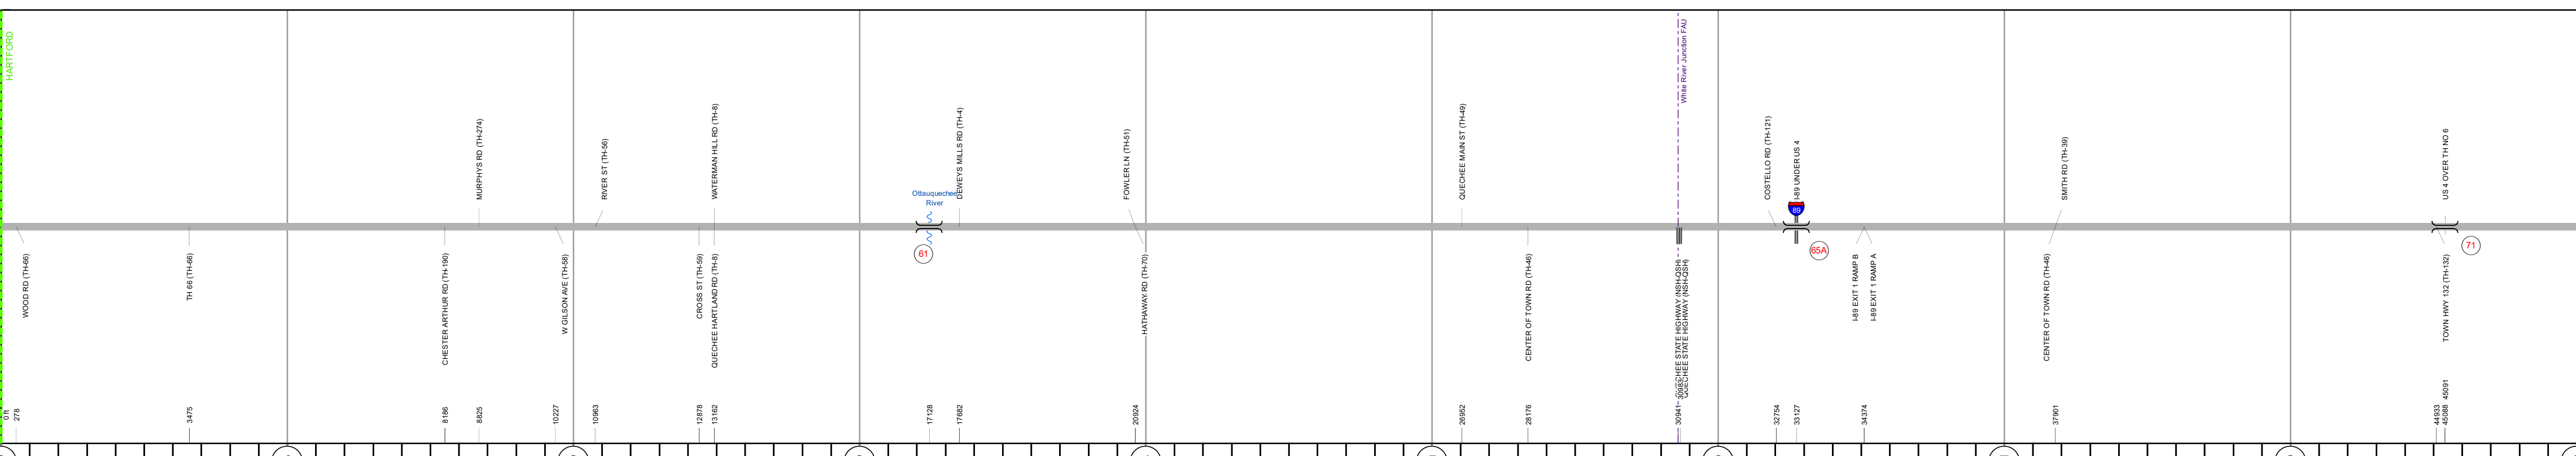 HARTFORD
White River Junction FAU
MURPHYS RD (TH-274)
RIVER ST (TH-56)
WATERMAN HILL RD (TH-8)
Ottauquechee
River
DEWEYS MILLS RD (TH-4)
FOWLER LN (TH-51)
QUECHEE MAIN ST (TH-49)
COSTELLO RD (TH-121)
I-89 UNDER US 4
SMITH RD (TH-39)
US 4 OVER TH NO 6
89
61
65A
71
WOOD RD (TH-66)
TH 66 (TH-66)
CHESTER ARTHUR RD (TH-190)
W GILSON AVE (TH-58)
CROSS ST (TH-59)
QUECHEE HARTLAND RD (TH-8)
HATHAWAY RD (TH-70)
CENTER OF TOWN RD (TH-46)
QUECHEE STATE HIGHWAY (NSH-QSH)
QUECHEE STATE HIGHWAY (NSH-QSH)
I-89 EXIT 1 RAMP B
I-89 EXIT 1 RAMP A
CENTER OF TOWN RD (TH-46)
TOWN HWY 132 (TH-132)
0 ft
278
3475
8186
8825
10227
10963
12878
13162
17128
17682
20924
26952
28176
30941
32754
33127
34374
37901
44933
45088
45091